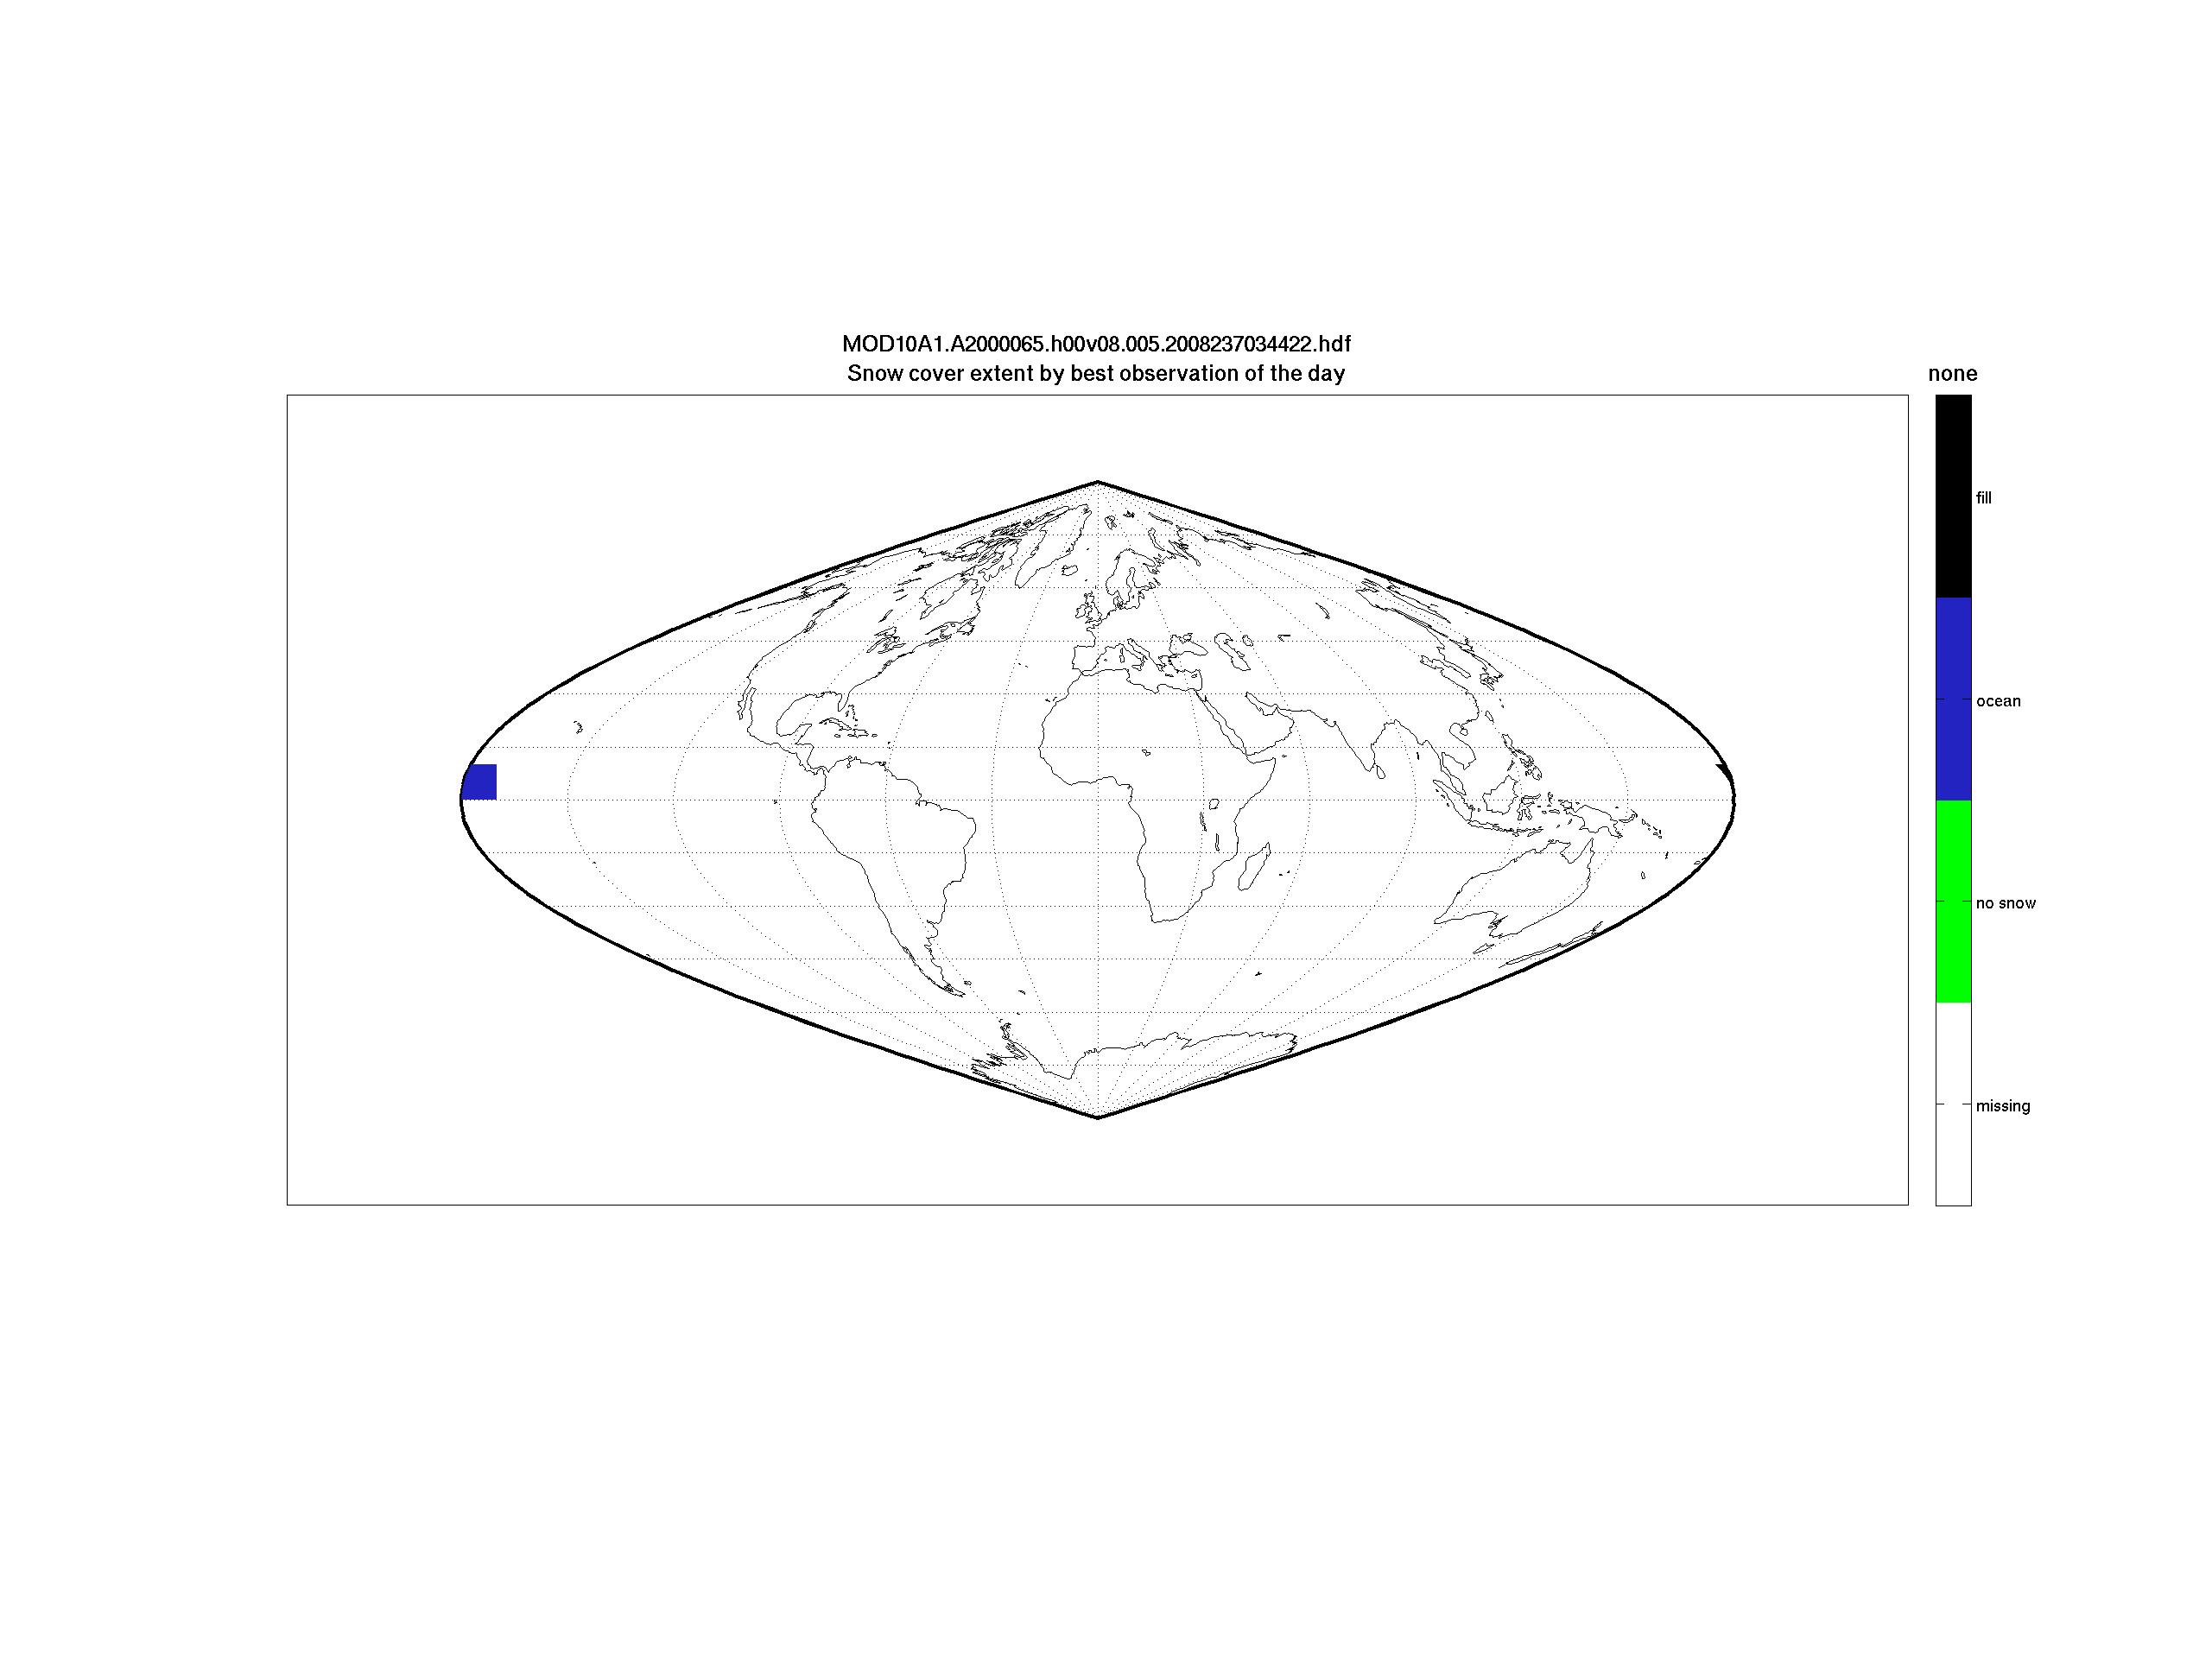 MOD10A1.A2000065.h00v08.005.2008237034422.hdf
Snow cover extent by best observation of the day
none
fill
ocean
no snow
missing